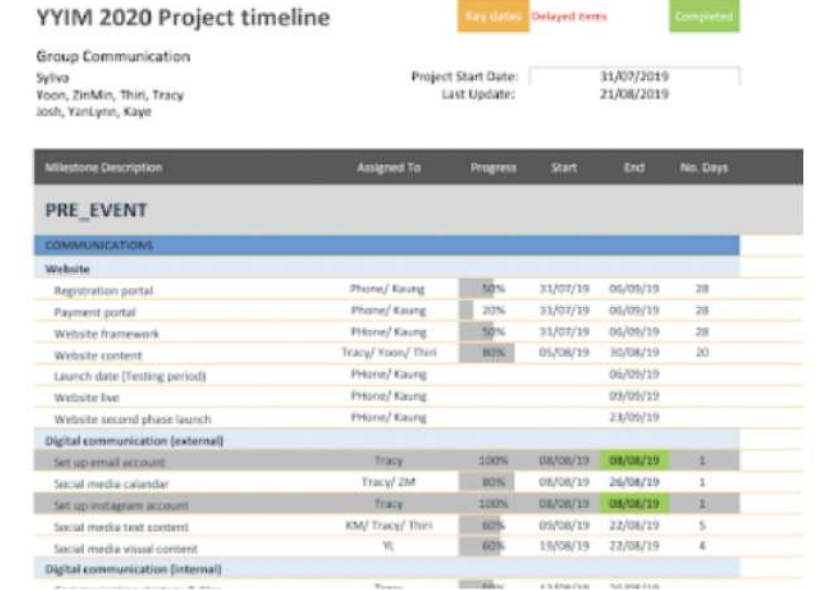 YYIM 2020 Project timeline
Key dates Delayed items Completed
Group Communication
Sylvo
Yoon, ZinMin, Thiri, Tracy
Josh, YanLynn, Kaye
Project Start Date: 31/07/2019
Last Update: 21/08/2019
Milestone Description Assigned To Progress Start End No. Days
PRE_EVENT
COMMUNICATIONS
Website
Registration portal Phone/ Kaung 50% 31/07/19 06/09/19 28
Payment portal Phone/ Kaung 20% 31/07/19 06/09/19 28
Website framework PHone/ Kaung 50% 31/07/19 06/09/19 28
Website content Tracy/ Yoon/ Thiri 80% 05/08/19 30/08/19 20
Launch date (Testing period) PHone/ Kaung 06/09/19
Website live PHone/ Kaung 09/09/19
Website second phase launch PHone/ Kaung 23/09/19
Digital communication (external)
Set up email account Tracy 100% 08/08/19 08/08/19 1
Social media calandar Tracy/ ZM 80% 08/08/19 26/08/19 1
Set up instagram account Tracy 100% 08/08/19 08/08/19 1
Social media text content KM/ Tracy/ Thiri 60% 09/08/19 22/08/19 5
Social media visual content YL 60% 19/08/19 22/08/19 4
Digital communication (internal)